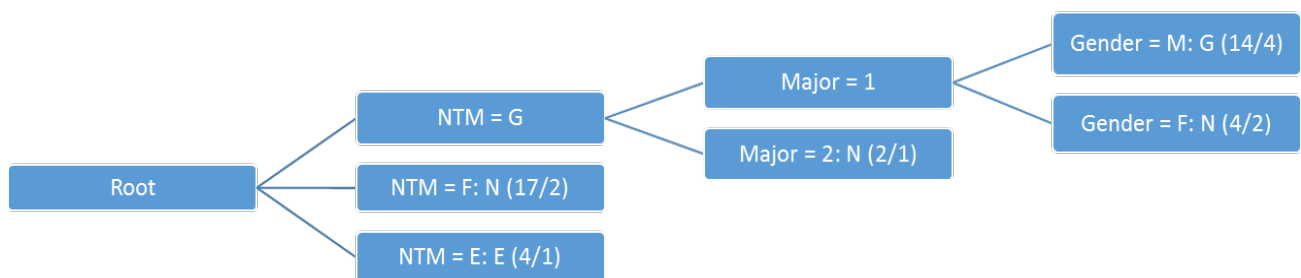 Root
NTM = G
NTM = F: N (17/2)
NTM = E: E (4/1)
Major = 1
Major = 2: N (2/1)
Gender = M: G (14/4)
Gender = F: N (4/2)